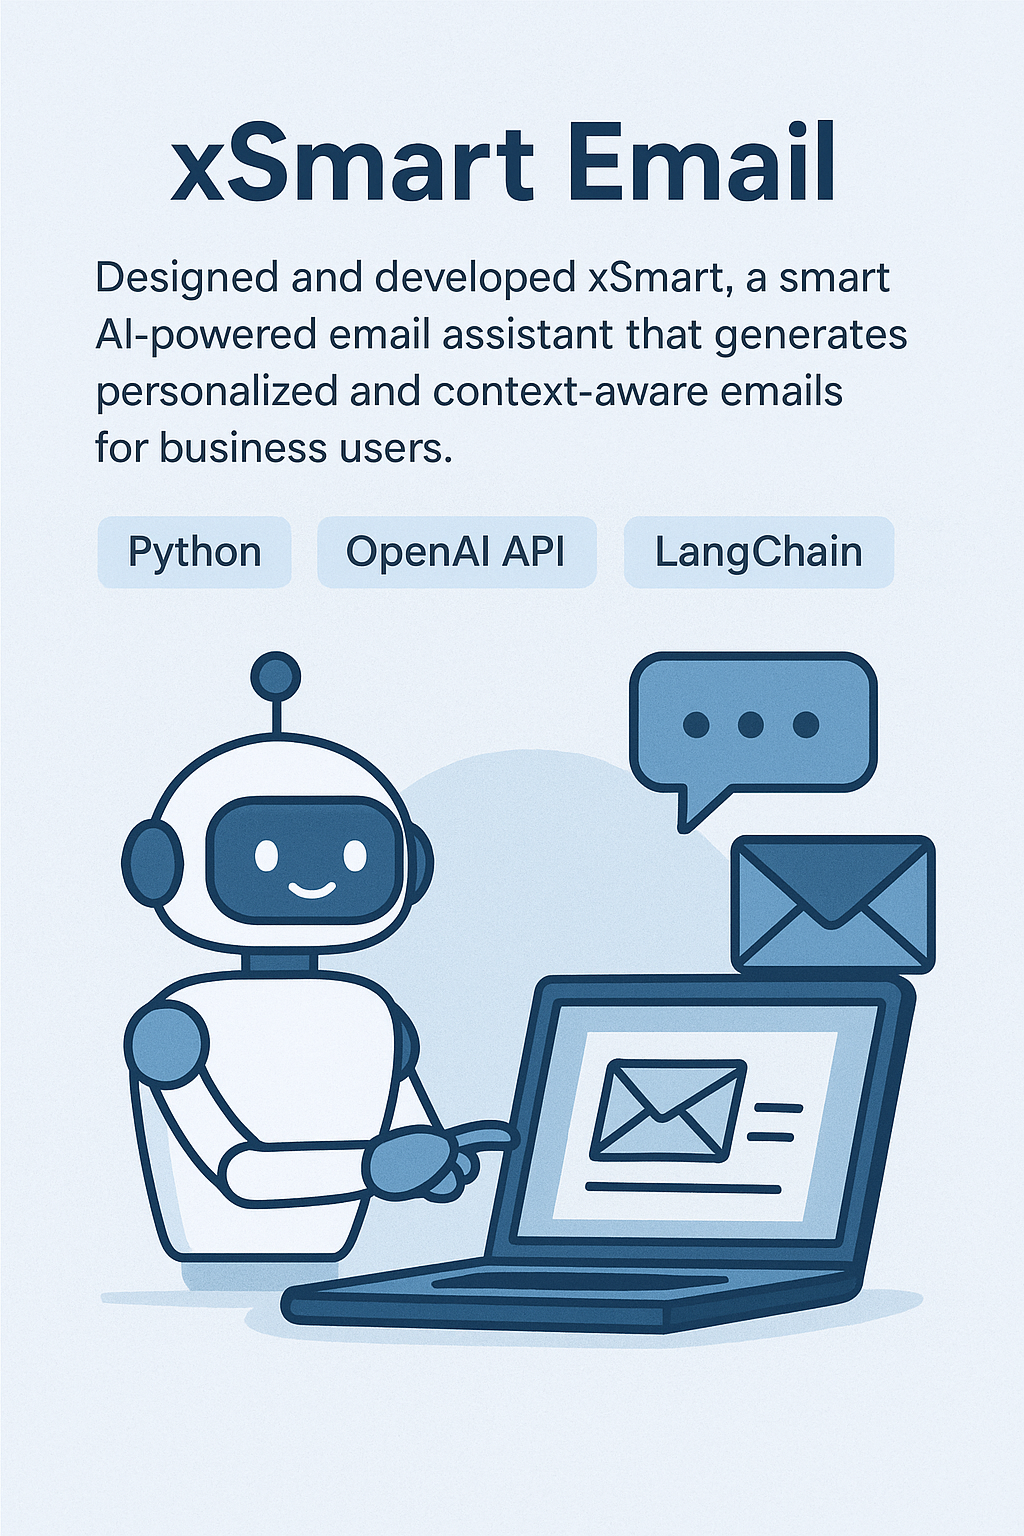 xSmart Email
Designed and developed xSmart, a smart
AI-powered email assistant that generates
personalized and context-aware emails
for business users.
Python OpenAI API LangChain